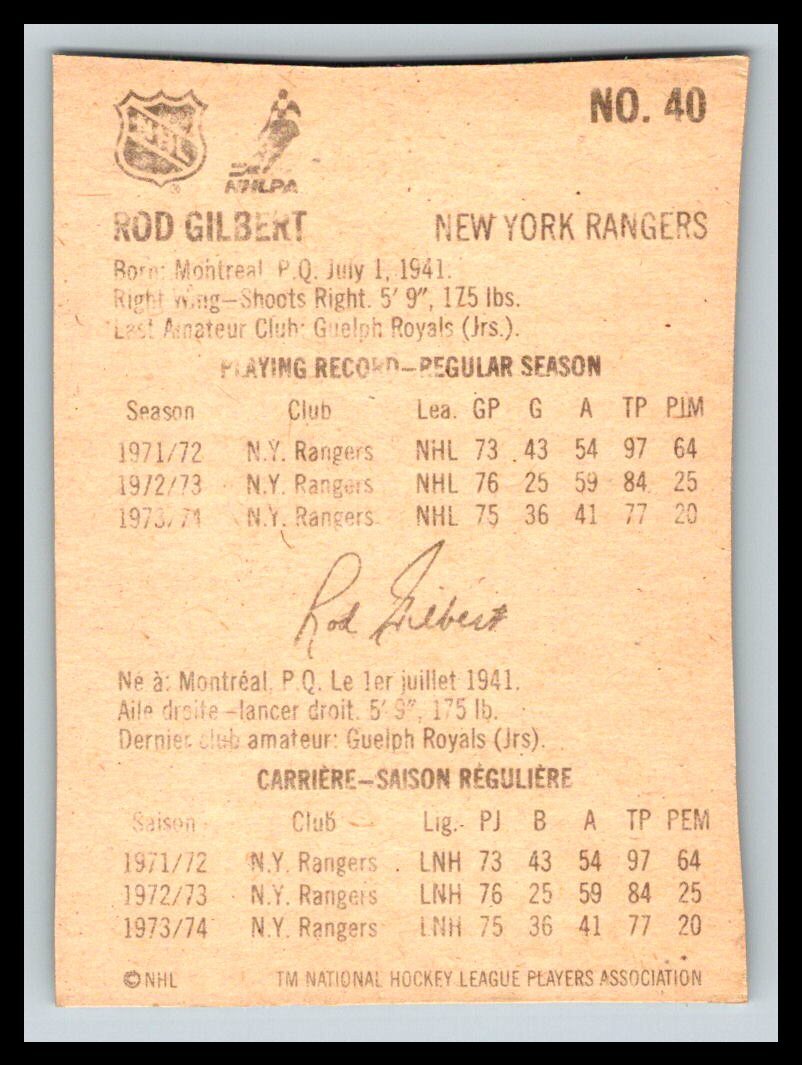 NO. 40
NHL
®
NHLPA
ROD GILBERT NEW YORK RANGERS
Born: Montreal, P.Q. July 1, 1941.
Right Wing—Shoots Right. 5' 9", 175 lbs.
Last Amateur Club: Guelph Royals (Jrs.).
PLAYING RECORD—REGULAR SEASON
Season Club Lea. GP G A TP PIM
1971/72 N.Y. Rangers NHL 73 43 54 97 64
1972/73 N.Y. Rangers NHL 76 25 59 84 25
1973/74 N.Y. Rangers NHL 75 36 41 77 20
Rod Gilbert
Né à: Montréal, P.Q. Le 1er juillet 1941.
Aile droite—lancer droit. 5' 9", 175 lb.
Dernier club amateur: Guelph Royals (Jrs).
CARRIÈRE—SAISON RÉGULIÈRE
Saison Club Lig. PJ B A TP PEM
1971/72 N.Y. Rangers LNH 73 43 54 97 64
1972/73 N.Y. Rangers LNH 76 25 59 84 25
1973/74 N.Y. Rangers LNH 75 36 41 77 20
©NHL TM NATIONAL HOCKEY LEAGUE PLAYERS ASSOCIATION